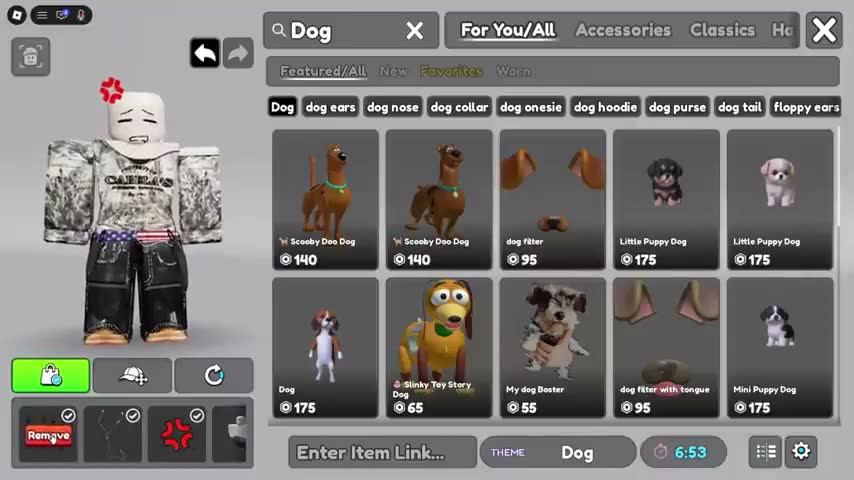 Dog
For You/All
Accessories
Classics
Ha
Featured/All
New
Favorites
Worn
Dog
dog ears
dog nose
dog collar
dog onesie
dog hoodie
dog purse
dog tail
floppy ears
Scooby Doo Dog
140
Scooby Doo Dog
140
dog filter
95
Little Puppy Dog
175
Little Puppy Dog
175
Dog
175
Slinky Toy Story
Dog
65
My dog Boster
55
dog filter with tongue
95
Mini Puppy Dog
175
Remove
Enter Item Link...
THEME
Dog
6:53